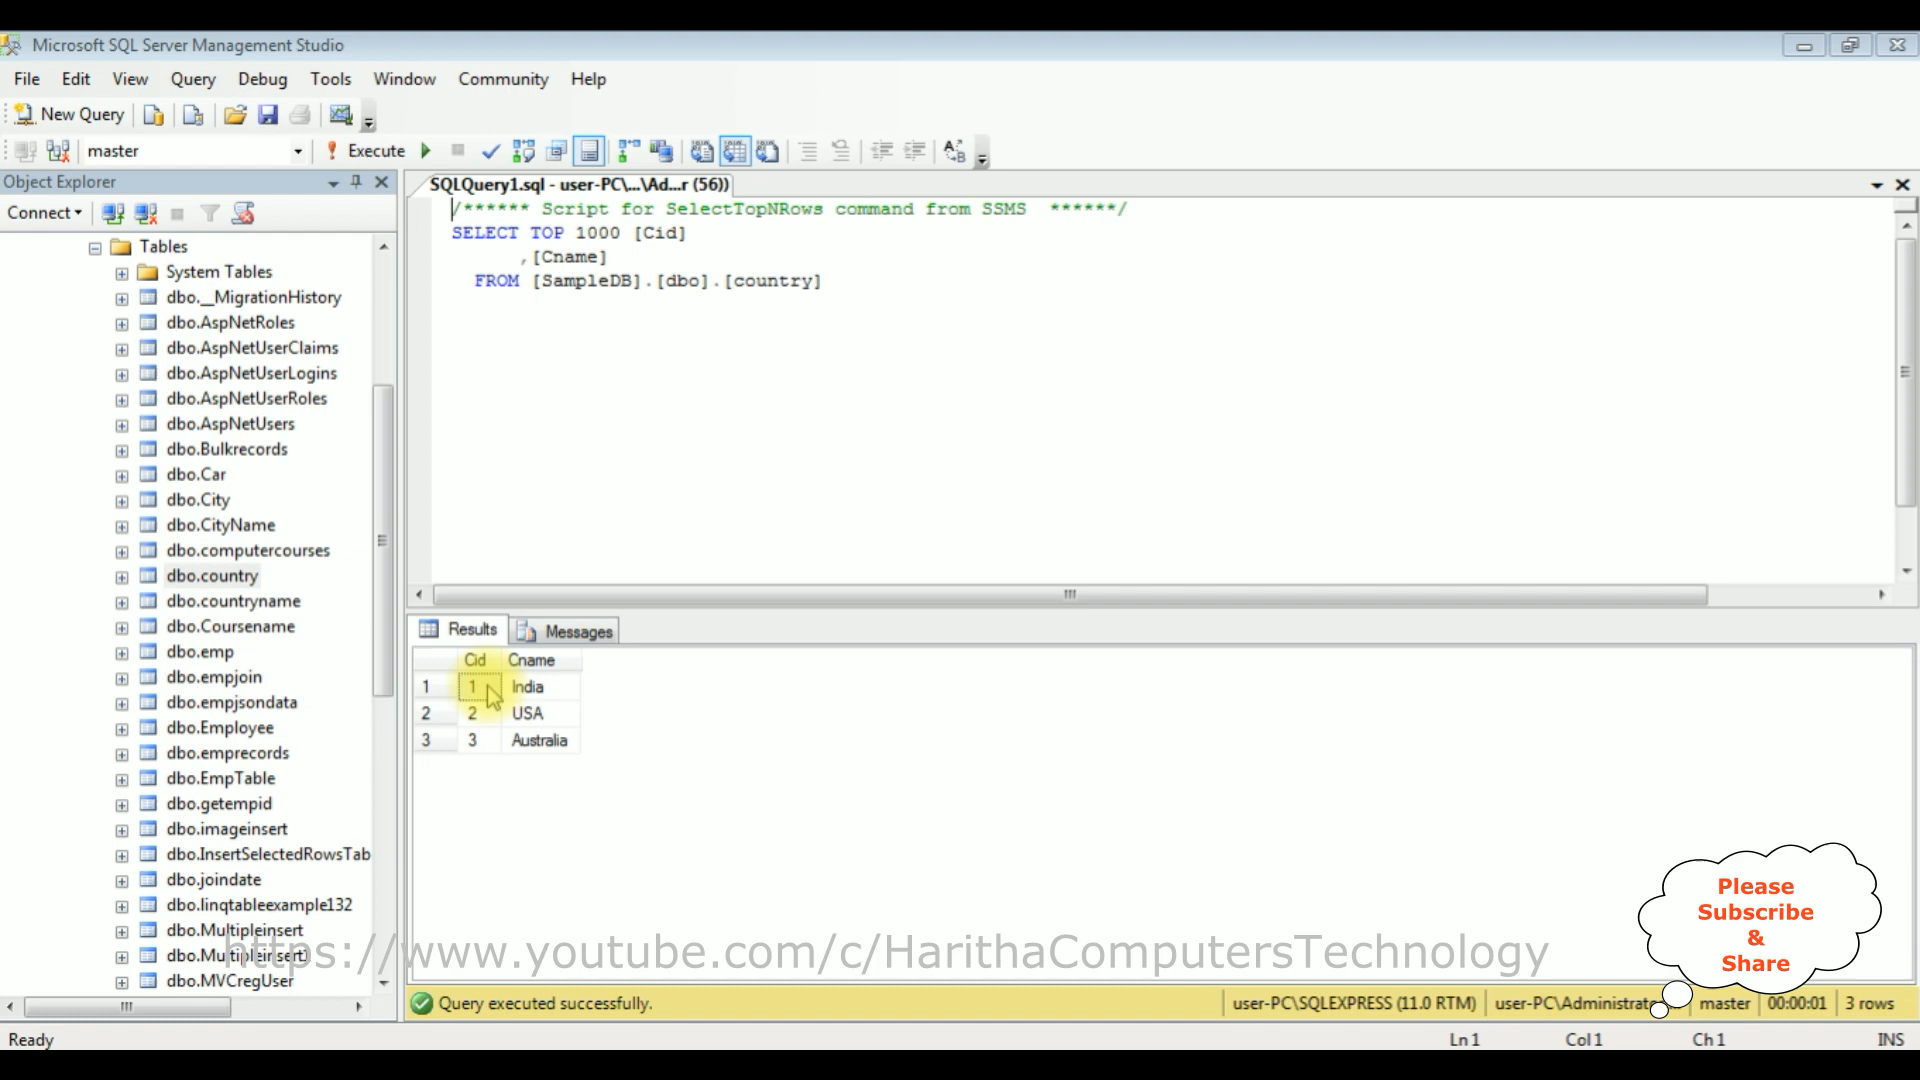 Microsoft SQL Server Management Studio
File Edit View Query Debug Tools Window Community Help
New Query
master Execute
Object Explorer
Connect
Tables
System Tables
dbo.__MigrationHistory
dbo.AspNetRoles
dbo.AspNetUserClaims
dbo.AspNetUserLogins
dbo.AspNetUserRoles
dbo.AspNetUsers
dbo.Bulkrecords
dbo.Car
dbo.City
dbo.CityName
dbo.computercourses
dbo.country
dbo.countryname
dbo.Coursename
dbo.emp
dbo.empjoin
dbo.empjsondata
dbo.Employee
dbo.emprecords
dbo.EmpTable
dbo.getempid
dbo.imageinsert
dbo.InsertSelectedRowsTab
dbo.joindate
dbo.linqtableexample132
dbo.Multipleinsert
dbo.Multipleinsert1
dbo.MVCregUser
SQLQuery1.sql - user-PC\...\Ad...r (56))
/****** Script for SelectTopNRows command from SSMS ******/
SELECT TOP 1000 [Cid]
,[Cname]
FROM [SampleDB].[dbo].[country]
Results Messages
Cid Cname
1 1 India
2 2 USA
3 3 Australia
https://www.youtube.com/c/HarithaComputersTechnology
Please
Subscribe
&
Share
Query executed successfully. user-PC\SQLEXPRESS (11.0 RTM) user-PC\Administrato master 00:00:01 3 rows
Ready Ln 1 Col 1 Ch 1 INS